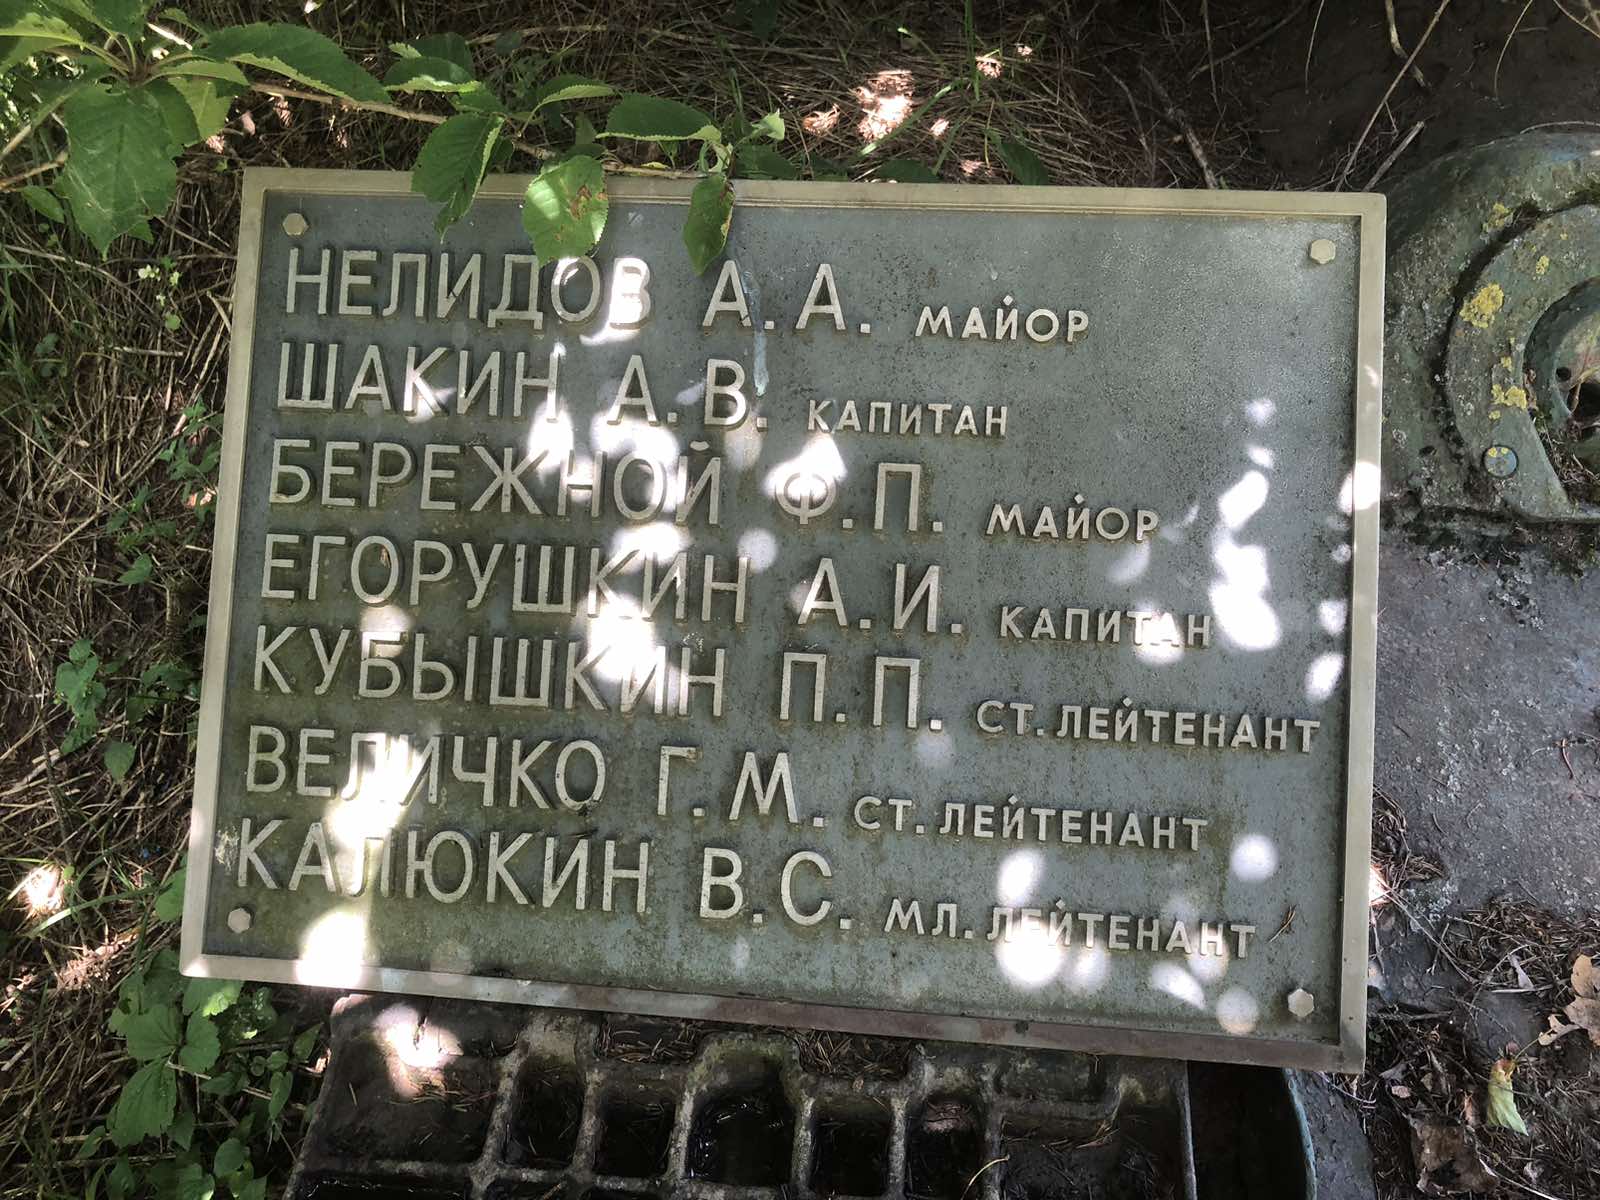 НЕЛИДОВ А.А. МАЙОР
ШАКИН А.В. КАПИТАН
БЕРЕЖНОЙ Ф.П. МАЙОР
ЕГОРУШКИН А.И. КАПИТАН
КУБЫШКИН П.П. СТ. ЛЕЙТЕНАНТ
ВЕЛИЧКО Г.М. СТ. ЛЕЙТЕНАНТ
КАЛЮКИН В.С. МЛ. ЛЕЙТЕНАНТ